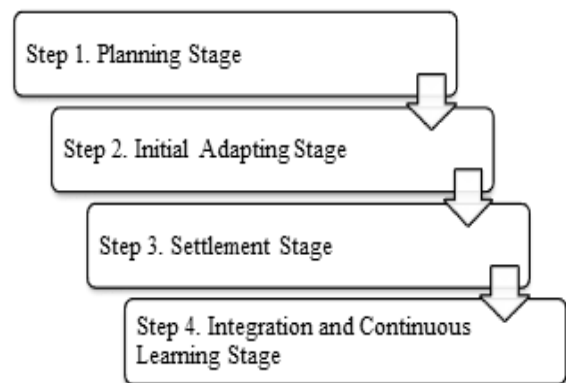 Step 1. Planning Stage
Step 2. Initial Adapting Stage
Step 3. Settlement Stage
Step 4. Integration and Continuous
Learning Stage